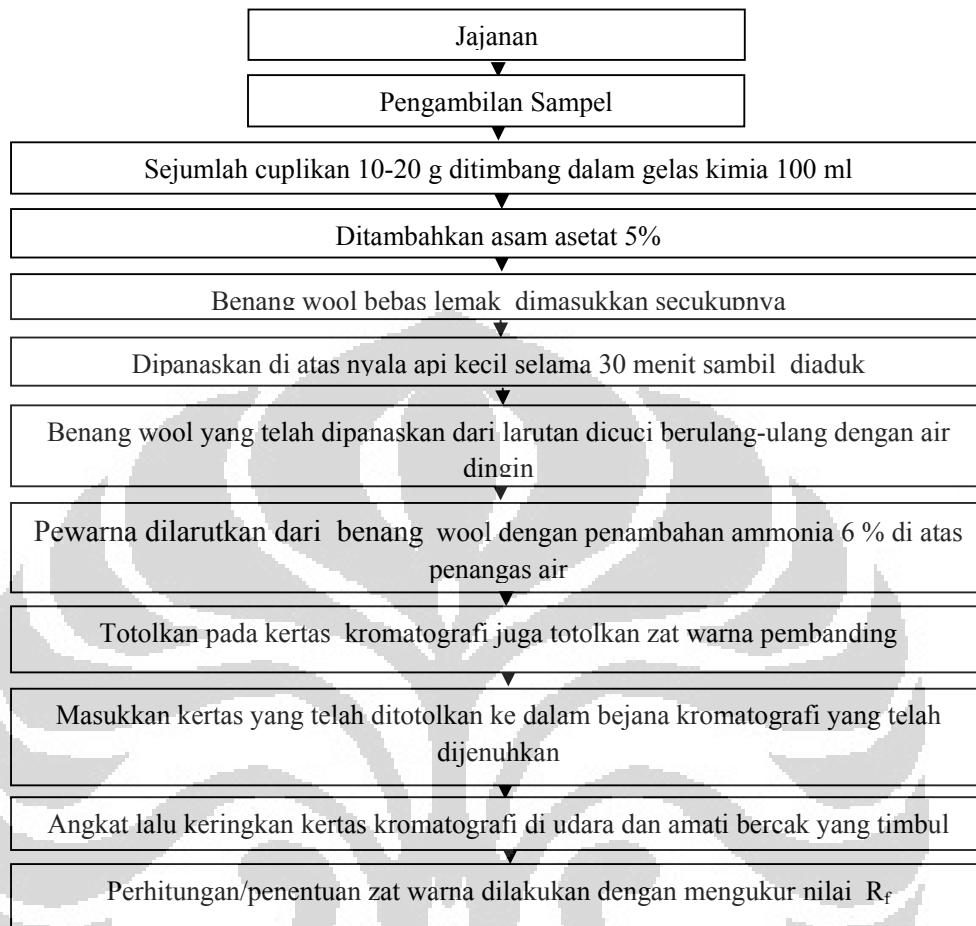 Jajanan
Pengambilan Sampel
Sejumlah cuplikan 10-20 g ditimbang dalam gelas kimia 100 ml
Ditambahkan asam asetat 5%
Benang wool bebas lemak dimasukkan secukupnya
Dipanaskan di atas nyala api kecil selama 30 menit sambil diaduk
Benang wool yang telah dipanaskan dari larutan dicuci berulang-ulang dengan air
dingin
Pewarna dilarutkan dari benang wool dengan penambahan ammonia 6 % di atas
penangas air
Totolkan pada kertas kromatografi juga totolkan zat warna pembanding
Masukkan kertas yang telah ditotolkan ke dalam bejana kromatografi yang telah
dijenuhkan
Angkat lalu keringkan kertas kromatografi di udara dan amati bercak yang timbul
Perhitungan/penentuan zat warna dilakukan dengan mengukur nilai R<sub>f</sub>